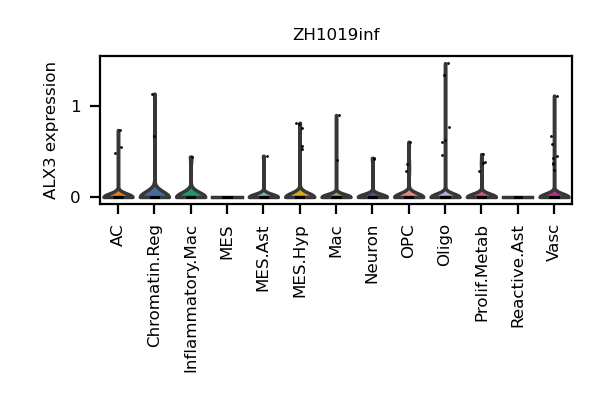 ZH1019inf
ALX3 expression
1
0
AC
Chromatin.Reg
Inflammatory.Mac
MES
MES.Ast
MES.Hyp
Mac
Neuron
OPC
Oligo
Prolif.Metab
Reactive.Ast
Vasc